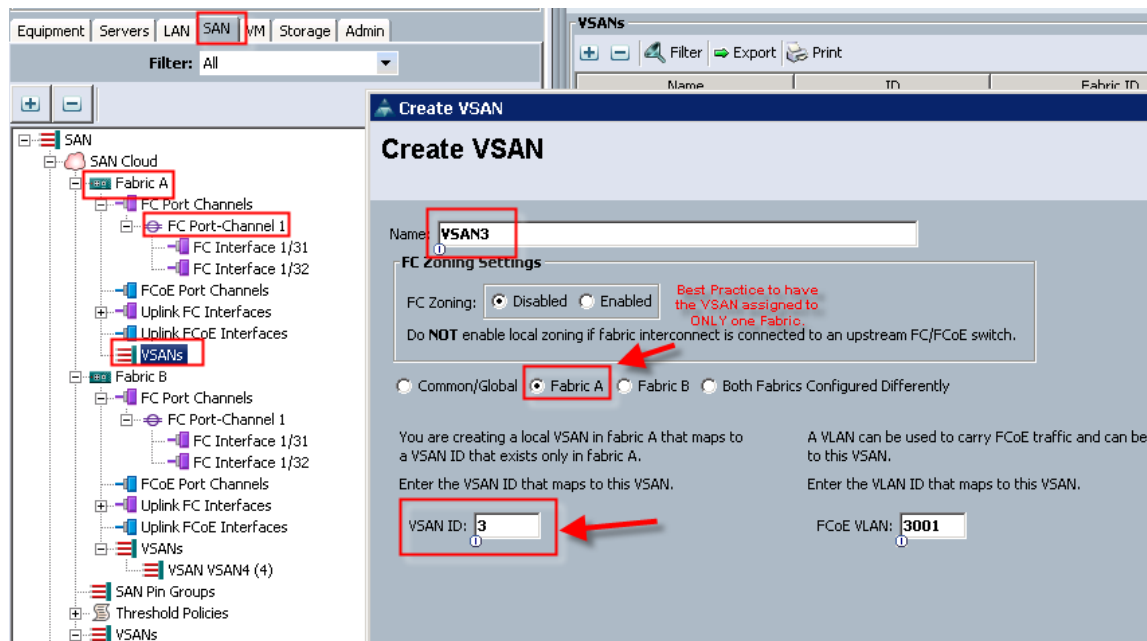 Equipment Servers LAN SAN VM Storage Admin
Filter: All
SAN
SAN Cloud
Fabric A
FC Port Channels
FC Port-Channel 1
FC Interface 1/31
FC Interface 1/32
FCoE Port Channels
Uplink FC Interfaces
Uplink FCoE Interfaces
VSANs
Fabric B
FC Port Channels
FC Port-Channel 1
FC Interface 1/31
FC Interface 1/32
FCoE Port Channels
Uplink FC Interfaces
Uplink FCoE Interfaces
VSANs
VSAN VSAN4 (4)
SAN Pin Groups
Threshold Policies
VSANs
VSANs
Filter Export Print
Name ID Fabric ID
Create VSAN
Create VSAN
Name: VSAN3
FC Zoning Settings
FC Zoning: Disabled Enabled
Best Practice to have
the VSAN assigned to
ONLY one Fabric.
Do NOT enable local zoning if fabric interconnect is connected to an upstream FC/FCoE switch.
Common/Global Fabric A Fabric B Both Fabrics Configured Differently
You are creating a local VSAN in fabric A that maps to
a VSAN ID that exists only in fabric A.
Enter the VSAN ID that maps to this VSAN.
VSAN ID: 3
A VLAN can be used to carry FCoE traffic and can be
to this VSAN.
Enter the VLAN ID that maps to this VSAN.
FCoE VLAN: 3001